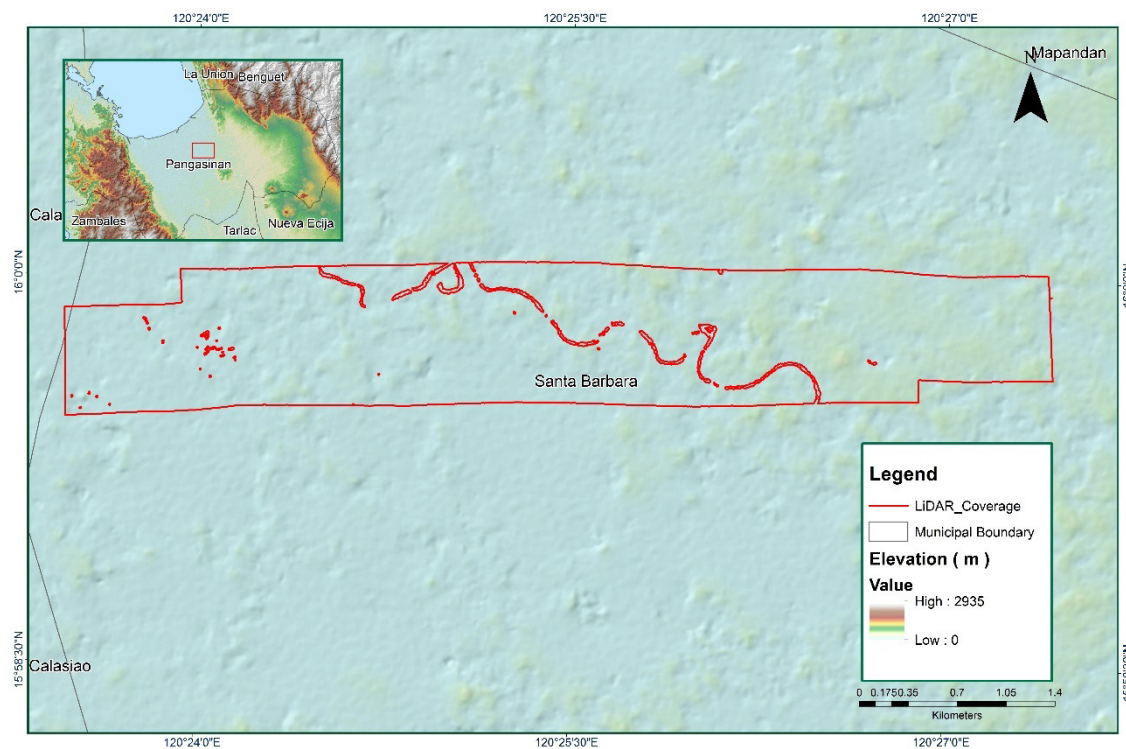 120°24'0"E
120°25'30"E
120°27'0"E
Mapandan
N
La Union
Benguet
Pangasinan
Zambales
Tarlac
Nueva Ecija
Cala
16°0'0"N
Santa Barbara
Legend
LiDAR_Coverage
Municipal Boundary
Elevation ( m )
Value
High : 2935
Low : 0
15°58'30"N
Calasiao
0 0.175 0.35 0.7 1.05 1.4
Kilometers
120°24'0"E
120°25'30"E
120°27'0"E